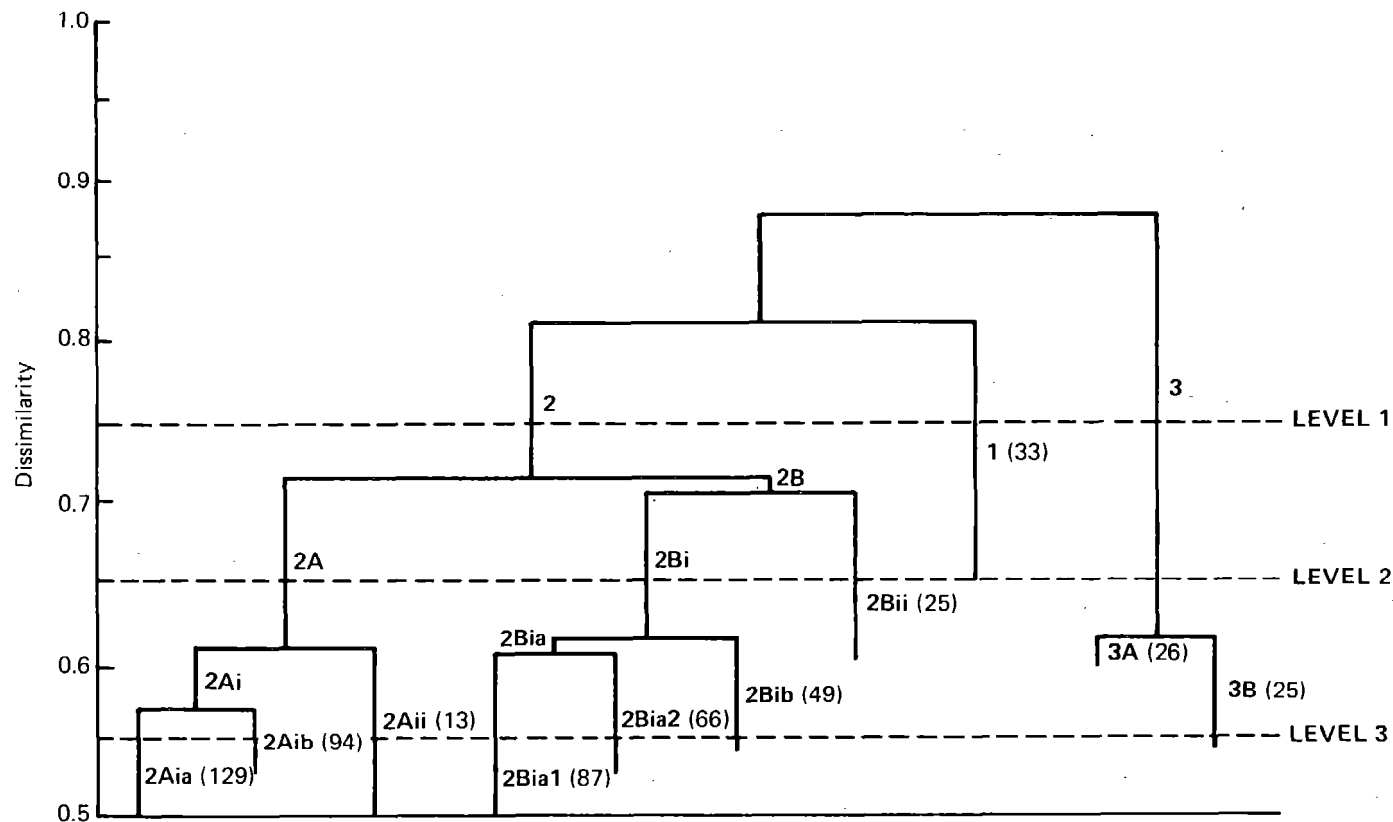 1.0
0.9
0.8
0.7
0.6
0.5
Dissimilarity
2
3
LEVEL 1
1 (33)
2B
2A
2Bi
LEVEL 2
2Bii (25)
2Bia
3A (26)
2Ai
2Bib (49)
3B (25)
2Aii (13)
2Bia2 (66)
LEVEL 3
2Aib (94)
2Aia (129)
2Bia1 (87)